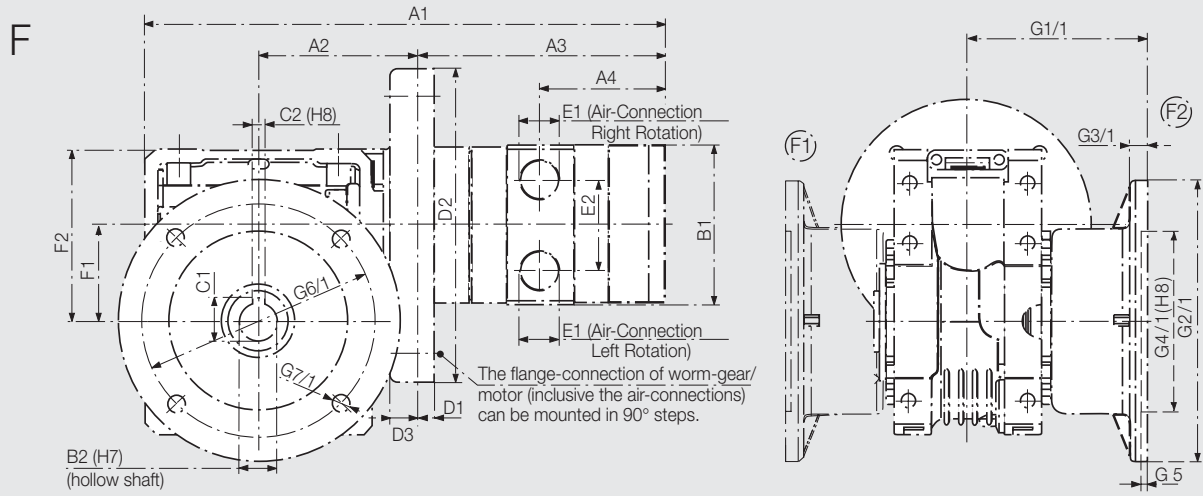 F
A1
A2
A3
A4
G1/1
C2 (H8)
E1 (Air-Connection
Right Rotation)
F1
F2
G3/1
D2
E2
B1
F2
F1
C1
G6/1
G4/1 (H8)
G2/1
E1 (Air-Connection
Left Rotation)
G7/1
The flange-connection of worm-gear/
motor (inclusive the air-connections)
can be mounted in 90° steps.
D1
D3
B2 (H7)
(hollow shaft)
G 5